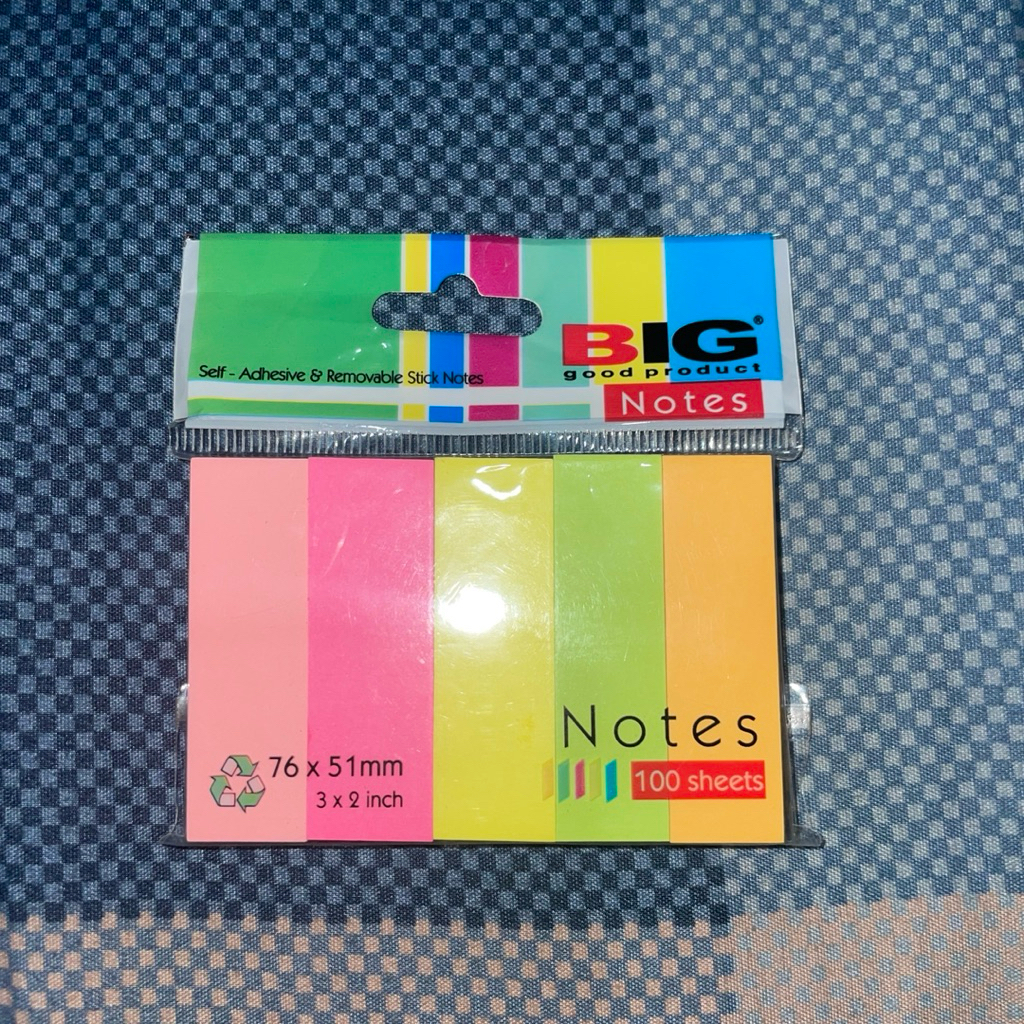 BIG®
good product
Self - Adhesive & Removable Stick Notes
Notes
Notes
76 x 51mm
100 sheets
3 x 2 inch